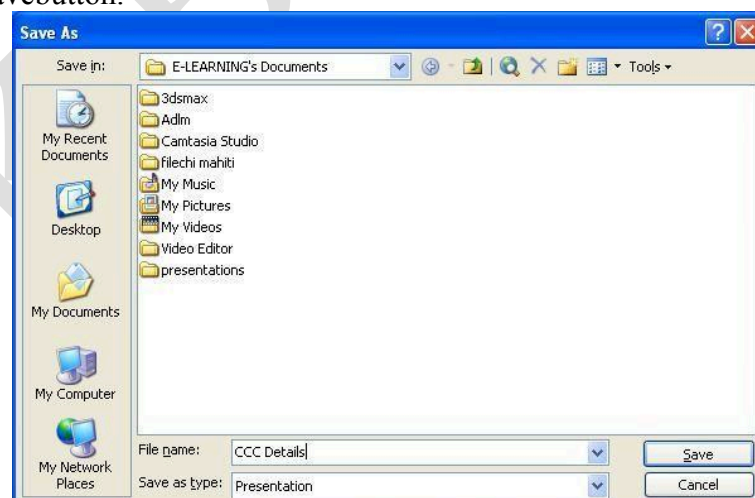 avebutton.
Save As
Save in: E-LEARNING's Documents Tools
My Recent
Documents
Desktop
My Documents
My Computer
My Network
Places
3dsmax
Adlm
Camtasia Studio
filechi mahiti
My Music
My Pictures
My Videos
Video Editor
presentations
File name: CCC Details Save
Save as type: Presentation Cancel